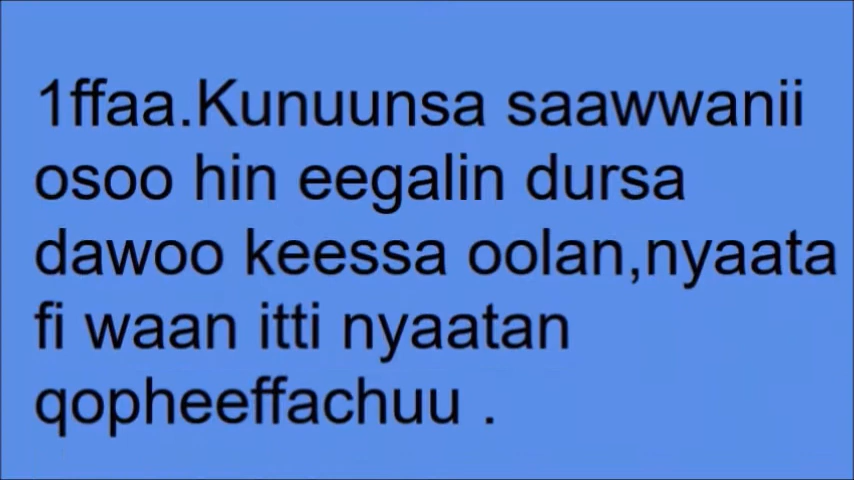 1ffaa.Kunuunsa saawwanii
osoo hin eegalin dursa
dawoo keessa oolan,nyaata
fi waan itti nyaatan
qopheeffachuu .